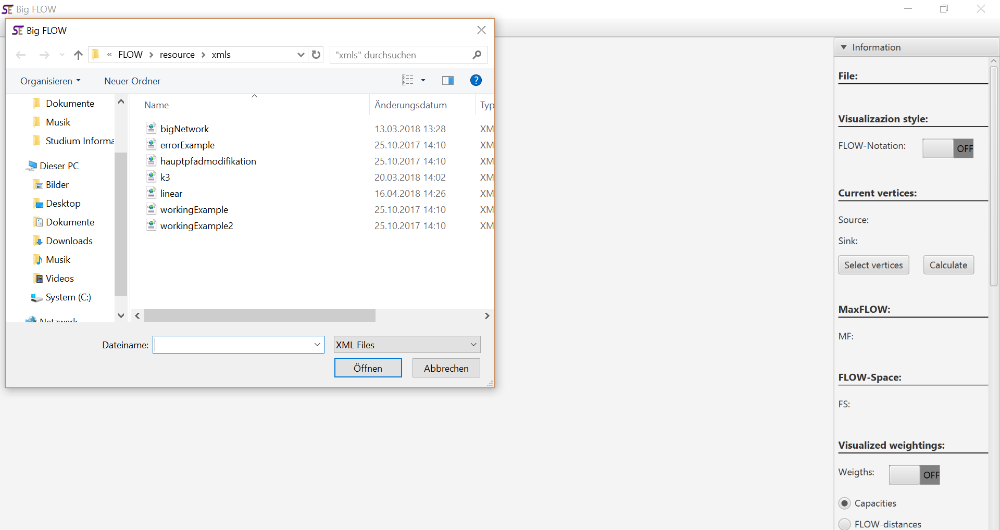 SE Big FLOW
SE Big FLOW
« FLOW > resource > xmls
"xmls" durchsuchen
Organisieren
Neuer Ordner
?
Dokumente
Musik
Studium Informa
Dieser PC
Bilder
Desktop
Dokumente
Downloads
Musik
Videos
System (C:)
Netzwerk
Name Änderungsdatum Typ
bigNetwork 13.03.2018 13:28 XM
errorExample 25.10.2017 14:10 XM
hauptpfadmodifikation 25.10.2017 14:10 XM
k3 20.03.2018 14:02 XM
linear 16.04.2018 14:26 XM
workingExample 25.10.2017 14:10 XM
workingExample2 25.10.2017 14:10 XM
Dateiname:
XML Files
Öffnen Abbrechen
Information
File:
Visualizazion style:
FLOW-Notation: OFF
Current vertices:
Source:
Sink:
Select vertices Calculate
MaxFLOW:
MF:
FLOW-Space:
FS:
Visualized weightings:
Weigths: OFF
Capacities
FLOW-distances